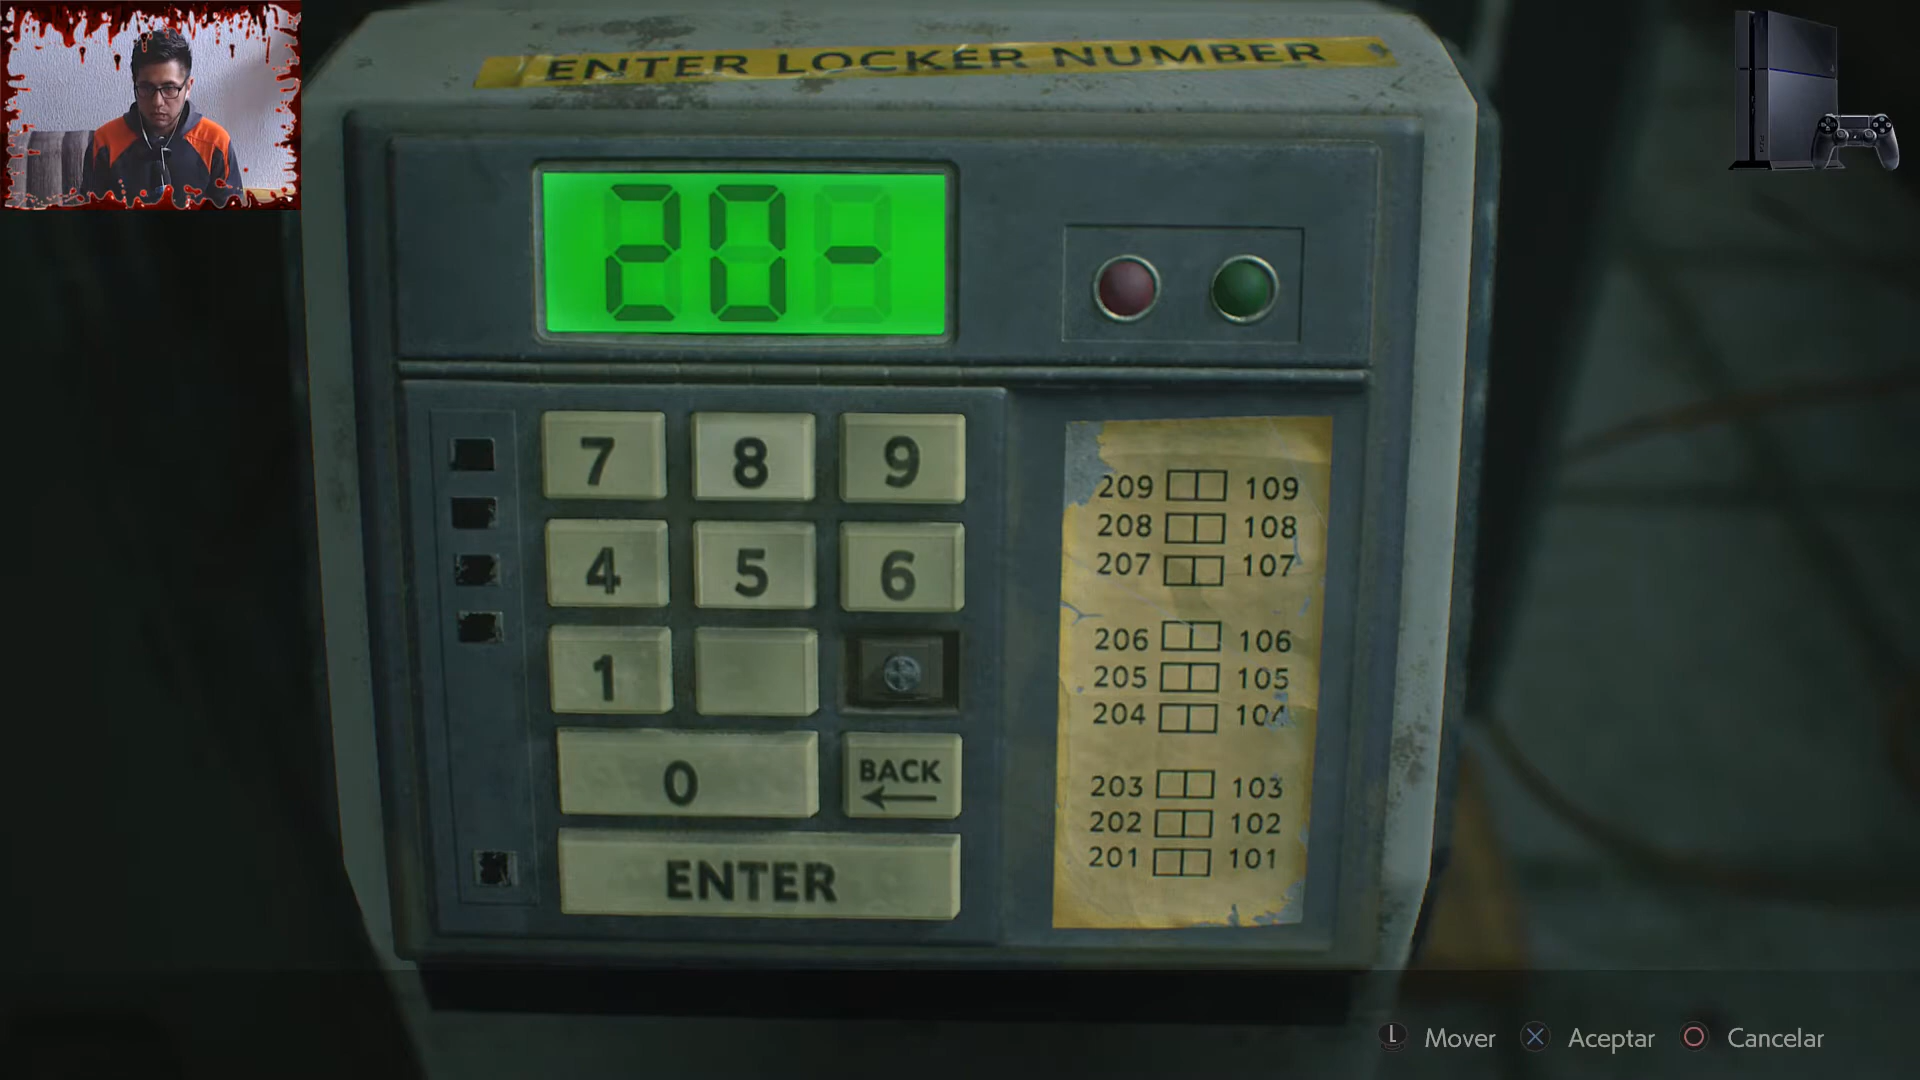 ENTER LOCKER NUMBER
20-
7 8 9
4 5 6
1
0 BACK
ENTER
209 109
208 108
207 107
206 106
205 105
204 104
203 103
202 102
201 101
L Mover Aceptar Cancelar